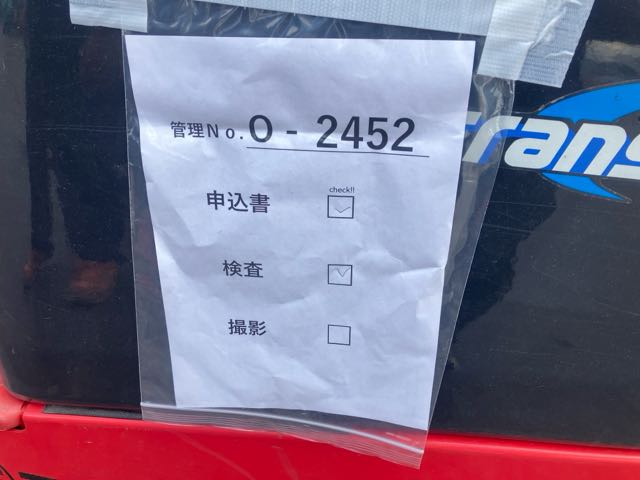 管理No.O-2452
check!!
申込書
検査
撮影
trans